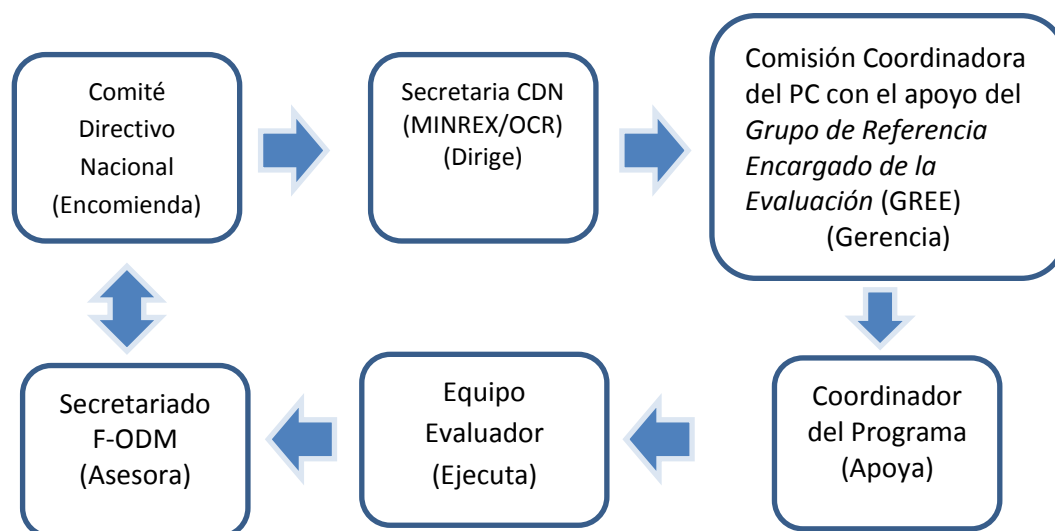 Comité
Directivo
Nacional
(Encomienda)
Secretaria CDN
(MINREX/OCR)
(Dirige)
Comisión Coordinadora
del PC con el apoyo del
Grupo de Referencia
Encargado de la
Evaluación (GREE)
(Gerencia)
Secretariado
F-ODM
(Asesora)
Equipo
Evaluador
(Ejecuta)
Coordinador
del Programa
(Apoya)